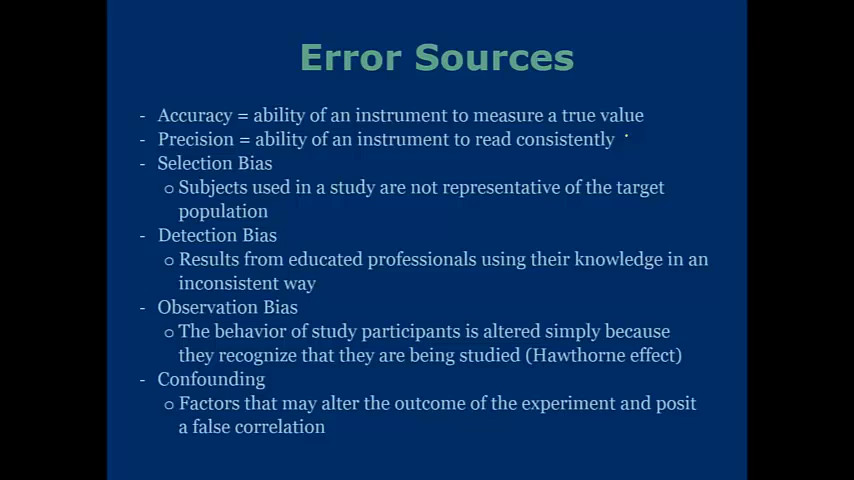 Error Sources
- Accuracy = ability of an instrument to measure a true value
- Precision = ability of an instrument to read consistently
- Selection Bias
o Subjects used in a study are not representative of the target
population
- Detection Bias
o Results from educated professionals using their knowledge in an
inconsistent way
- Observation Bias
o The behavior of study participants is altered simply because
they recognize that they are being studied (Hawthorne effect)
- Confounding
o Factors that may alter the outcome of the experiment and posit
a false correlation